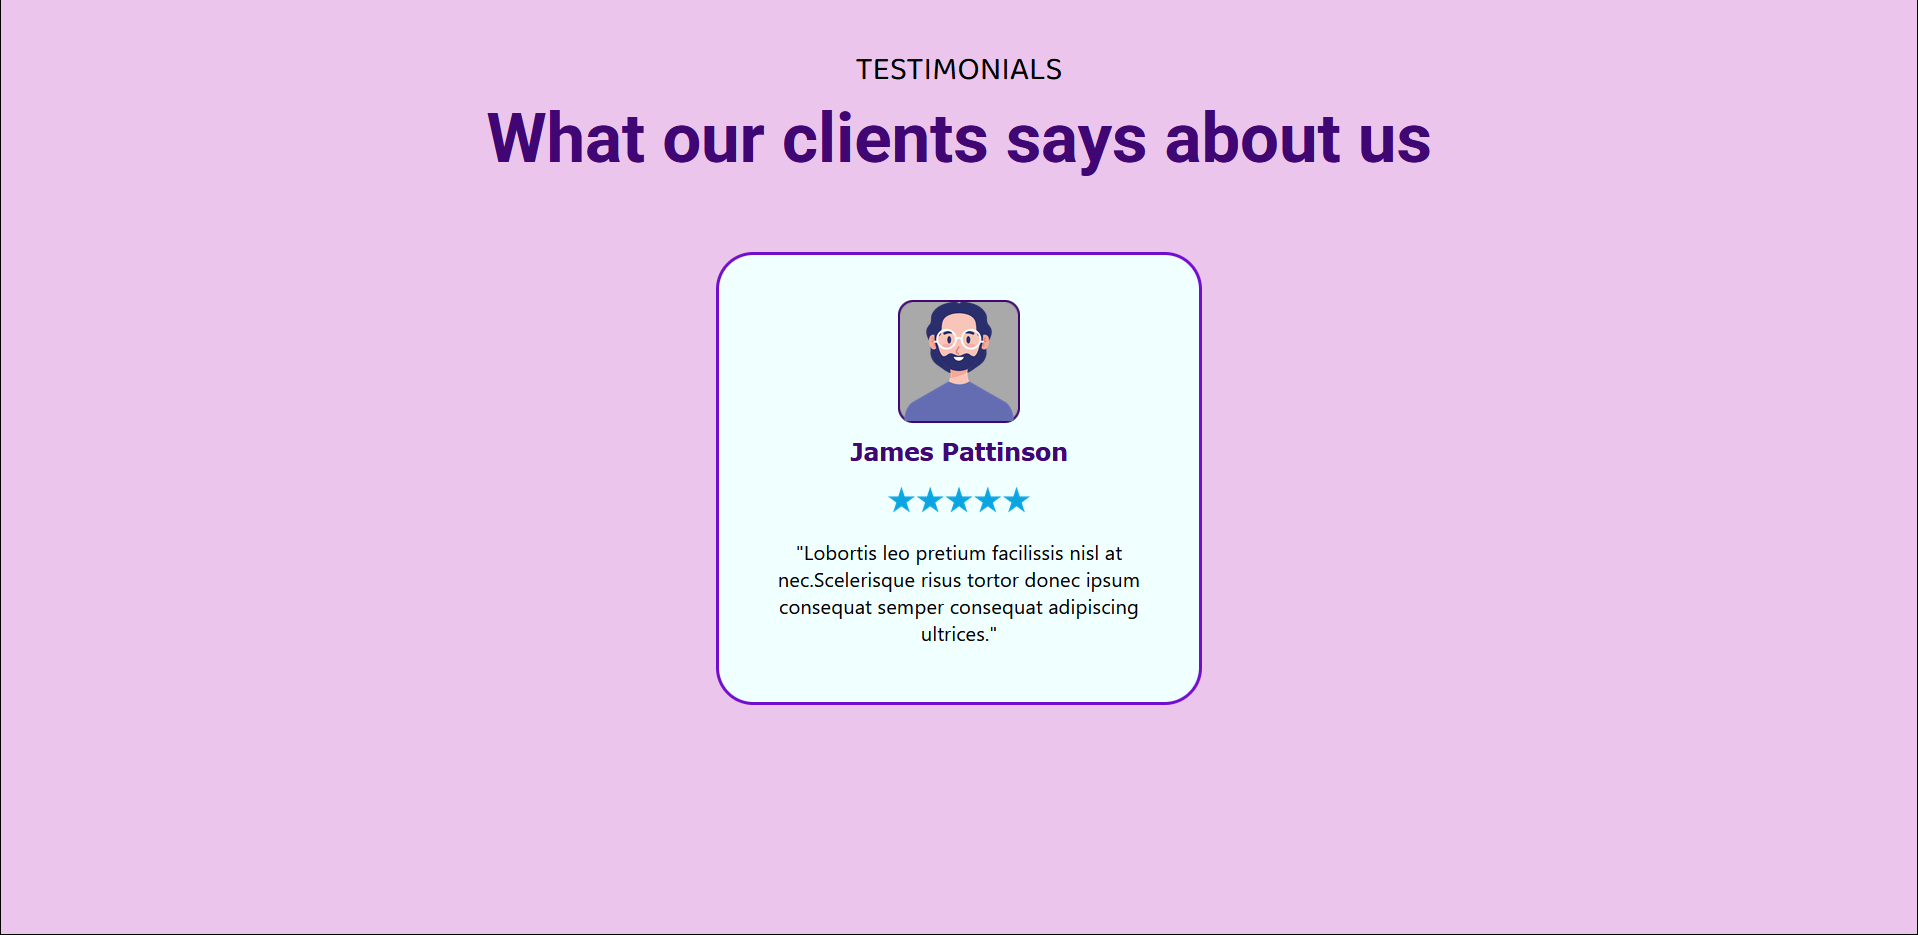 TESTIMONIALS
What our clients says about us
James Pattinson
"Lobortis leo pretium facilissis nisl at
nec.Scelerisque risus tortor donec ipsum
consequat semper consequat adipiscing
ultrices."